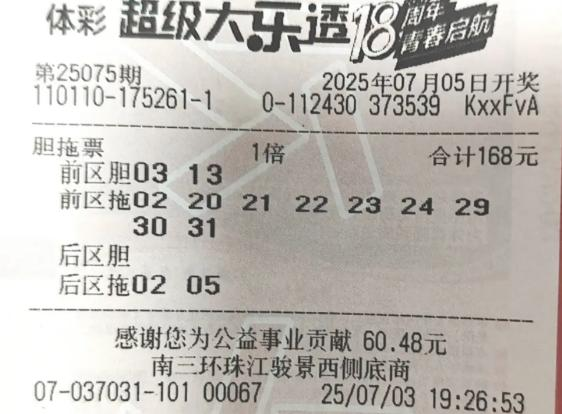 体彩 超级大乐透 18周年 青春启航
第25075期 2025年07月05日开奖
110110-175261-1 0-112430 373539 KxxFvA
胆拖票 1倍 合计168元
前区胆03 13
前区拖02 20 21 22 23 24 29
30 31
后区胆
后区拖02 05
感谢您为公益事业贡献 60.48元
南三环珠江骏景西侧底商
07-037031-101 00067 25/07/03 19:26:53